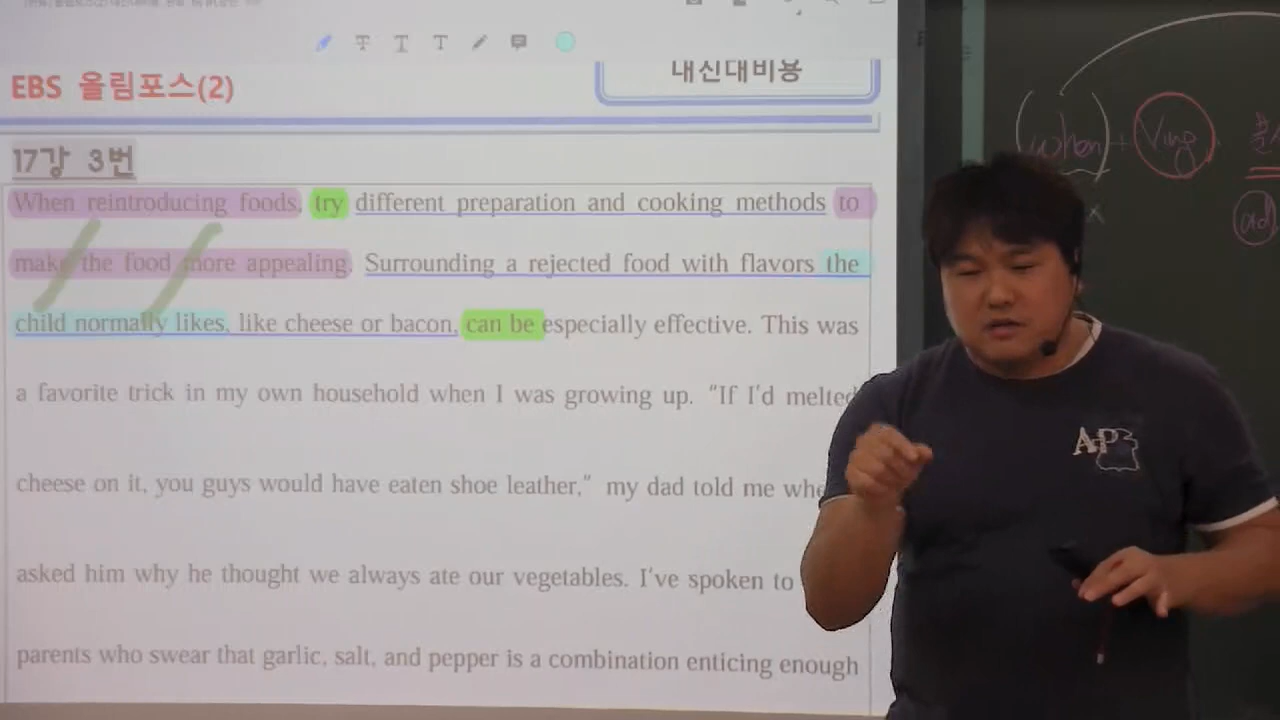 EBS 올림포스(2)
내신대비용
17강 3번
When reintroducing foods, try different preparation and cooking methods to
make the food more appealing. Surrounding a rejected food with flavors the
child normally likes, like cheese or bacon, can be especially effective. This was
a favorite trick in my own household when I was growing up. "If I'd melted
cheese on it, you guys would have eaten shoe leather," my dad told me
asked him why he thought we always ate our vegetables. I've spoken to
parents who swear that garlic, salt, and pepper is a combination enticing enough
(when) + Ving
x
ad
AP